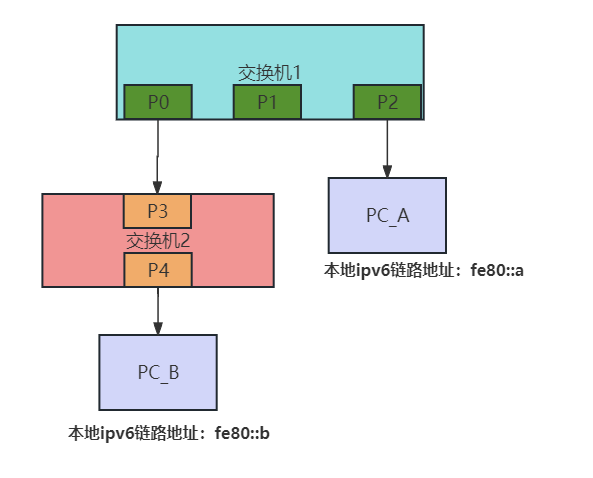 交换机1
P0
P1
P2
P3
交换机2
P4
PC_A
本地ipv6链路地址：fe80::a
PC_B
本地ipv6链路地址：fe80::b